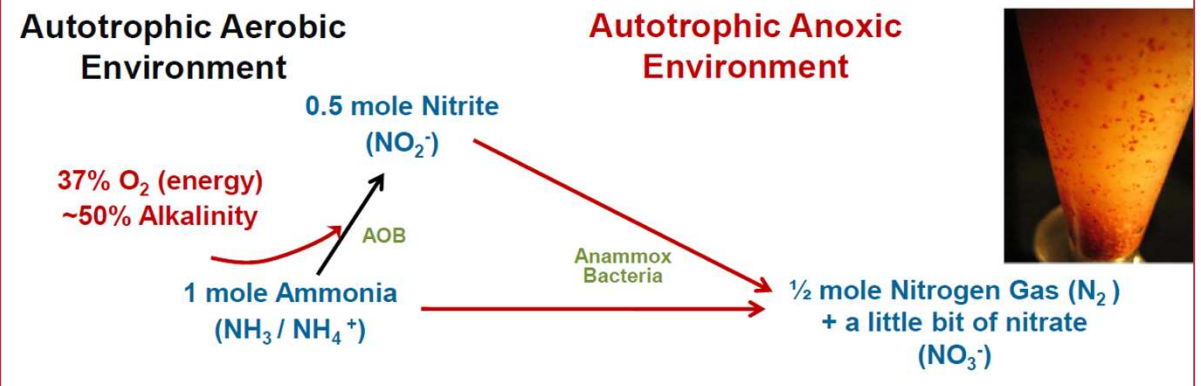 Autotrophic Aerobic
Environment
Autotrophic Anoxic
Environment
0.5 mole Nitrite
(NO₂⁻)
37% O₂ (energy)
~50% Alkalinity
AOB
Anammox
Bacteria
1 mole Ammonia
(NH₃ / NH₄⁺)
½ mole Nitrogen Gas (N₂ )
+ a little bit of nitrate
(NO₃⁻)